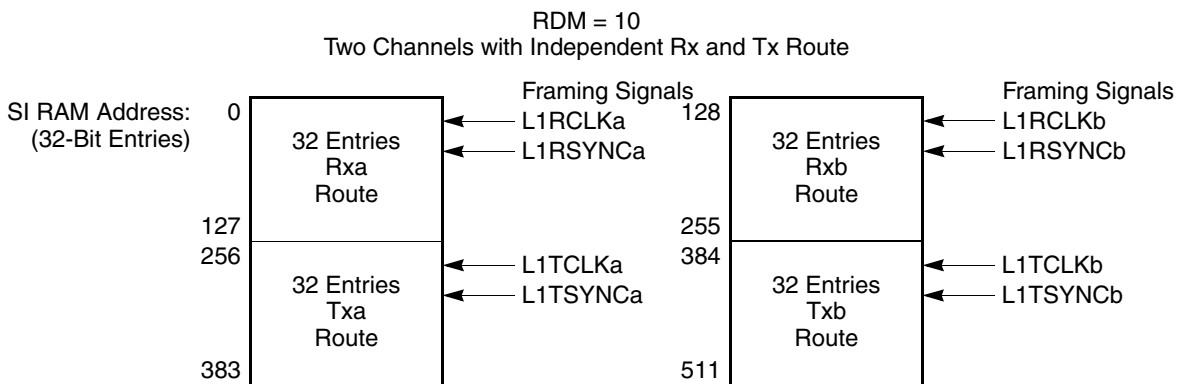 RDM = 10
Two Channels with Independent Rx and Tx Route
SI RAM Address:
(32-Bit Entries)
0
32 Entries
Rxa
Route
127
Framing Signals
L1RCLKa
L1RSYNCa
128
32 Entries
Rxb
Route
255
Framing Signals
L1RCLKb
L1RSYNCb
256
32 Entries
Txa
Route
383
L1TCLKa
L1TSYNCa
384
32 Entries
Txb
Route
511
L1TCLKb
L1TSYNCb